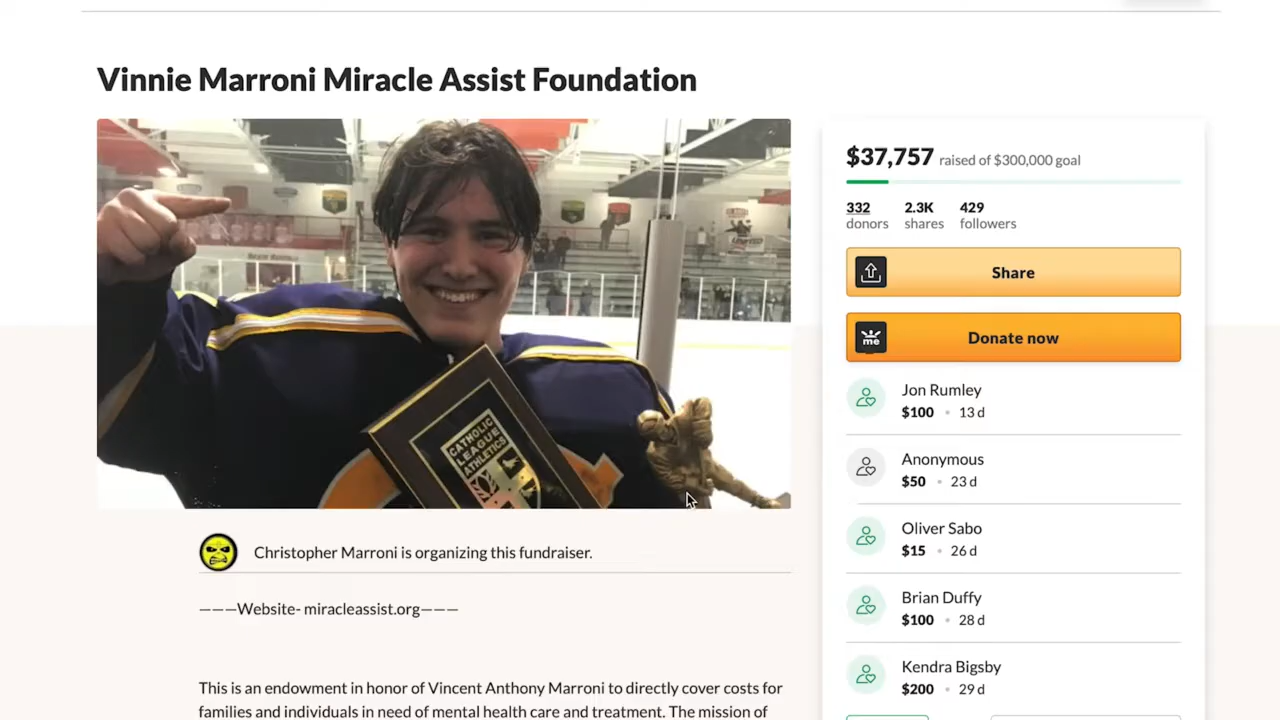 Vinnie Marroni Miracle Assist Foundation
CATHOLIC
LEAGUE
ATHLETICS
Christopher Marroni is organizing this fundraiser.
———Website- miracleassist.org———
This is an endowment in honor of Vincent Anthony Marroni to directly cover costs for
families and individuals in need of mental health care and treatment. The mission of
$37,757 raised of $300,000 goal
332 2.3K 429
donors shares followers
Share
me Donate now
Jon Rumley
$100 • 13 d
Anonymous
$50 • 23 d
Oliver Sabo
$15 • 26 d
Brian Duffy
$100 • 28 d
Kendra Bigsby
$200 • 29 d